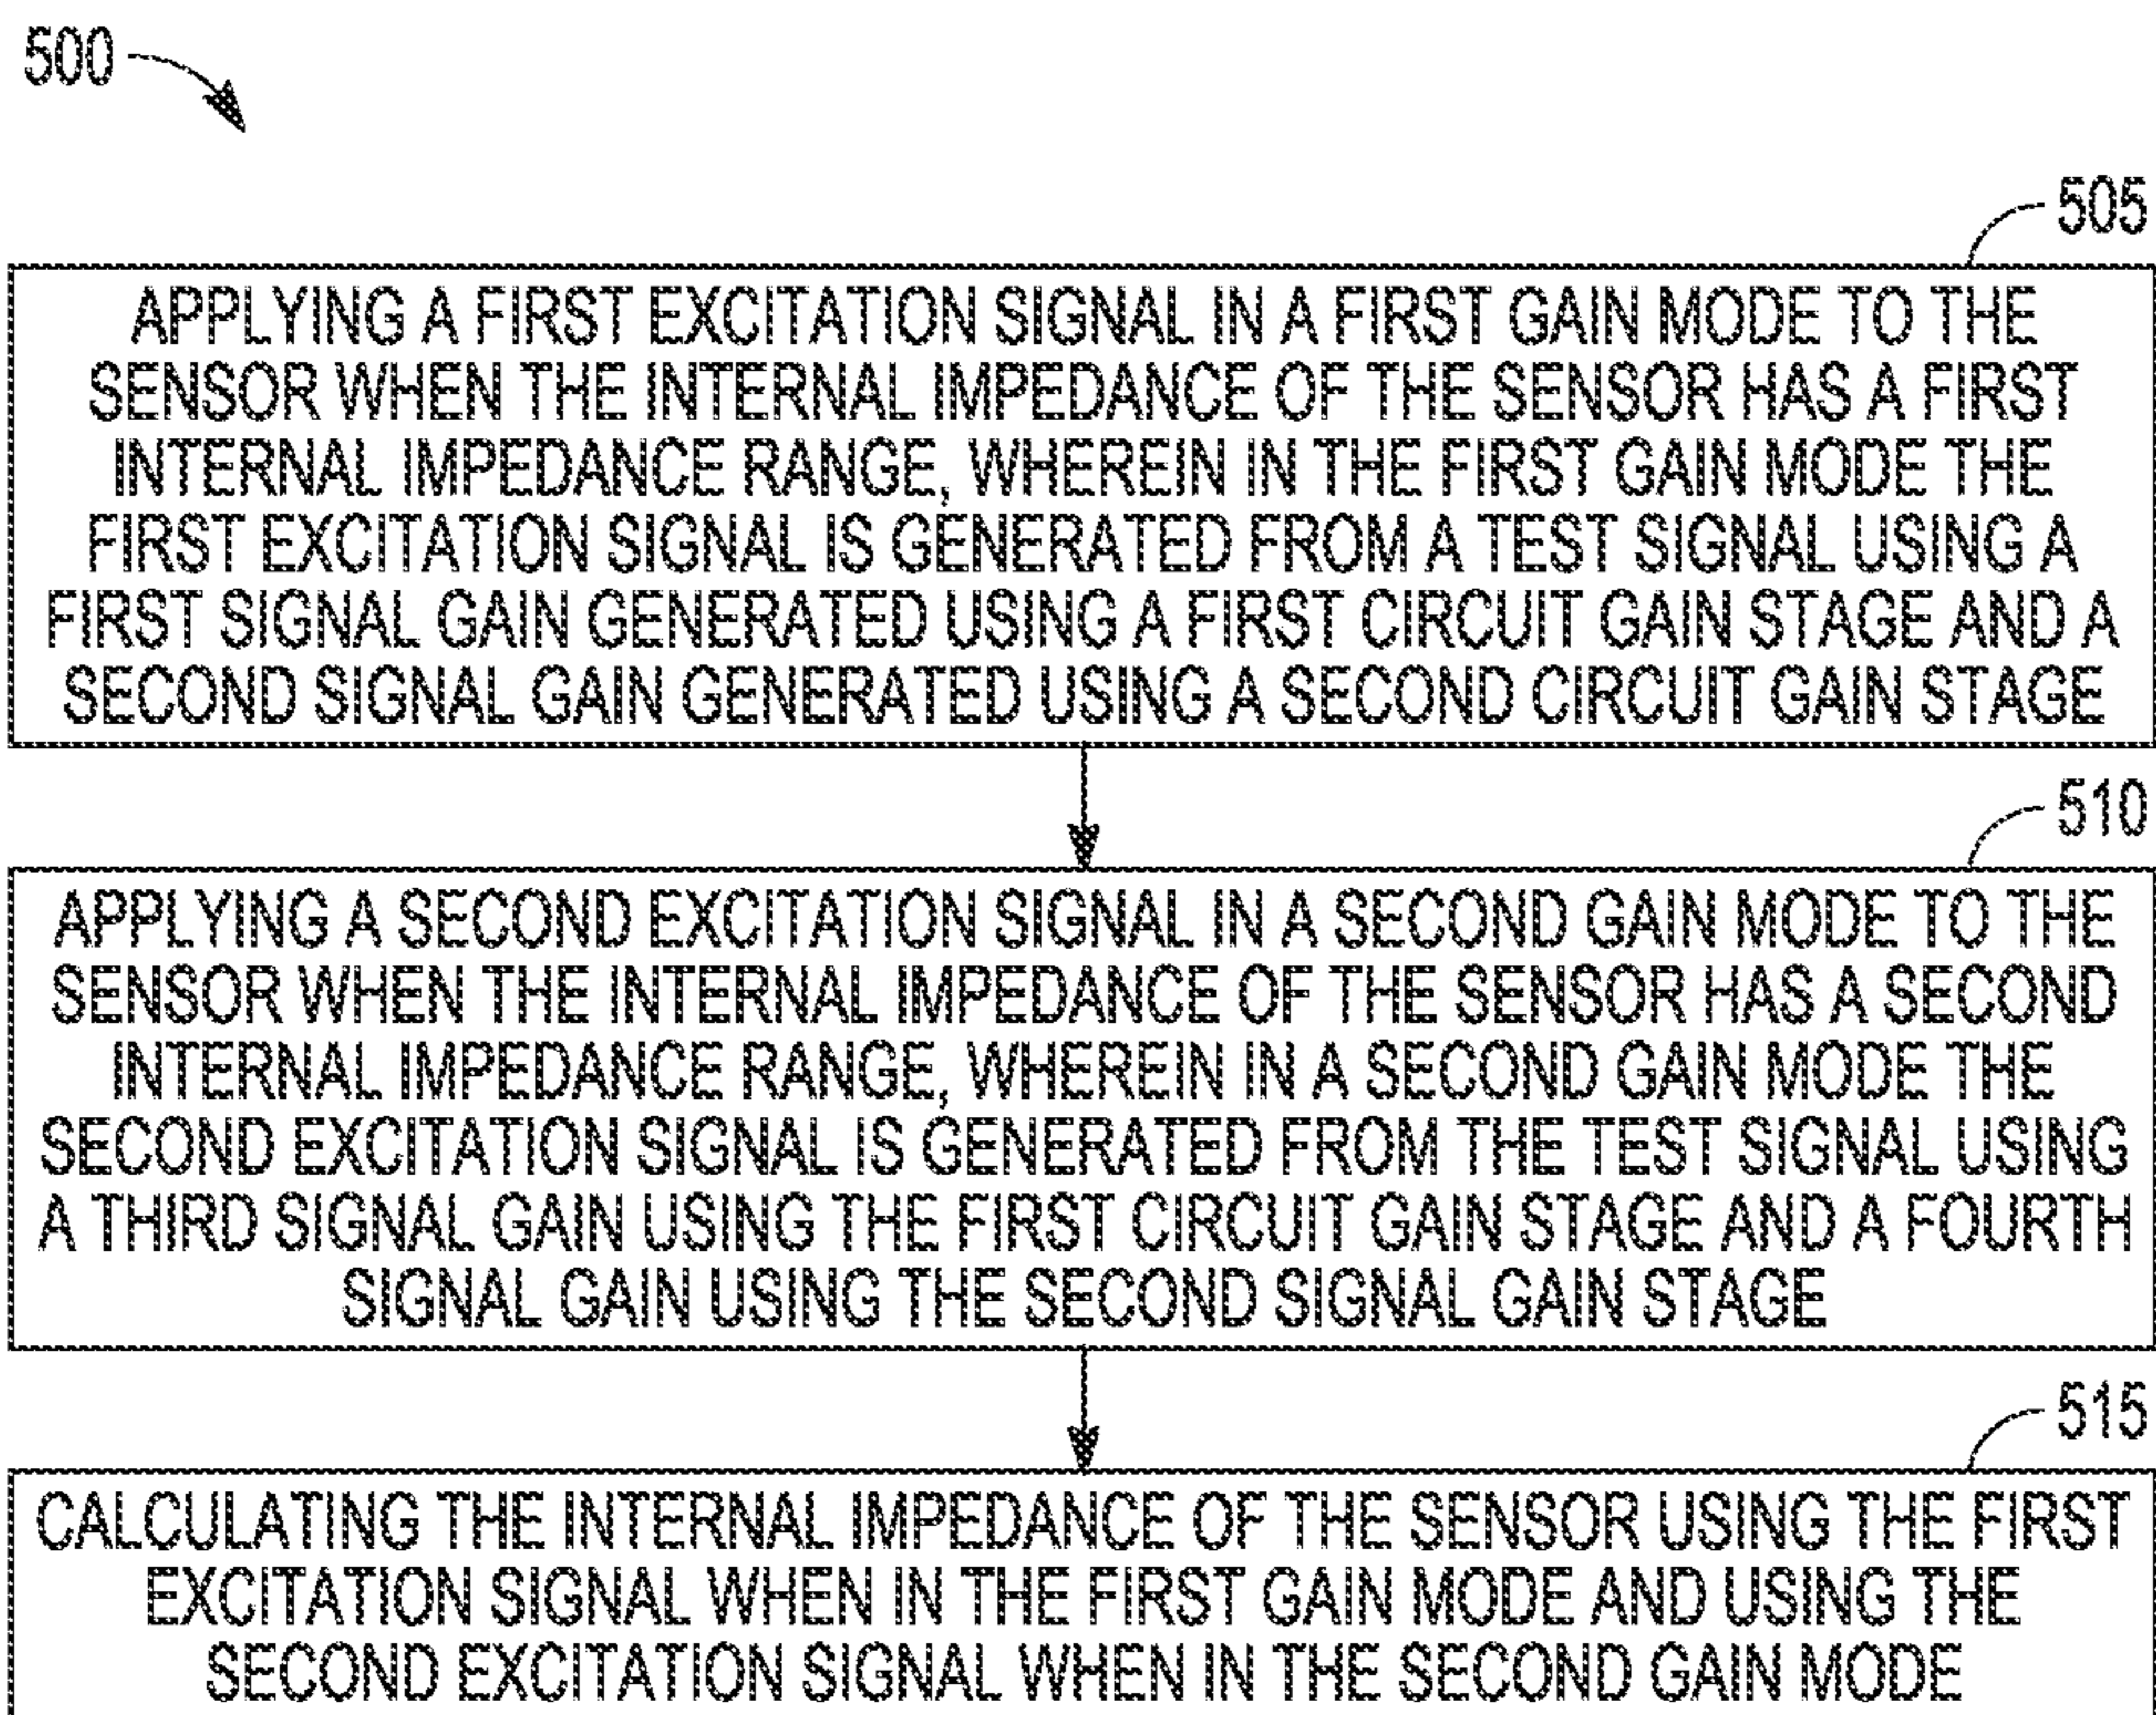 500
505
APPLYING A FIRST EXCITATION SIGNAL IN A FIRST GAIN MODE TO THE
SENSOR WHEN THE INTERNAL IMPEDANCE OF THE SENSOR HAS A FIRST
INTERNAL IMPEDANCE RANGE, WHEREIN IN THE FIRST GAIN MODE THE
FIRST EXCITATION SIGNAL IS GENERATED FROM A TEST SIGNAL USING A
FIRST SIGNAL GAIN GENERATED USING A FIRST CIRCUIT GAIN STAGE AND A
SECOND SIGNAL GAIN GENERATED USING A SECOND CIRCUIT GAIN STAGE
510
APPLYING A SECOND EXCITATION SIGNAL IN A SECOND GAIN MODE TO THE
SENSOR WHEN THE INTERNAL IMPEDANCE OF THE SENSOR HAS A SECOND
INTERNAL IMPEDANCE RANGE, WHEREIN IN A SECOND GAIN MODE THE
SECOND EXCITATION SIGNAL IS GENERATED FROM THE TEST SIGNAL USING
A THIRD SIGNAL GAIN USING THE FIRST CIRCUIT GAIN STAGE AND A FOURTH
SIGNAL GAIN USING THE SECOND SIGNAL GAIN STAGE
515
CALCULATING THE INTERNAL IMPEDANCE OF THE SENSOR USING THE FIRST
EXCITATION SIGNAL WHEN IN THE FIRST GAIN MODE AND USING THE
SECOND EXCITATION SIGNAL WHEN IN THE SECOND GAIN MODE